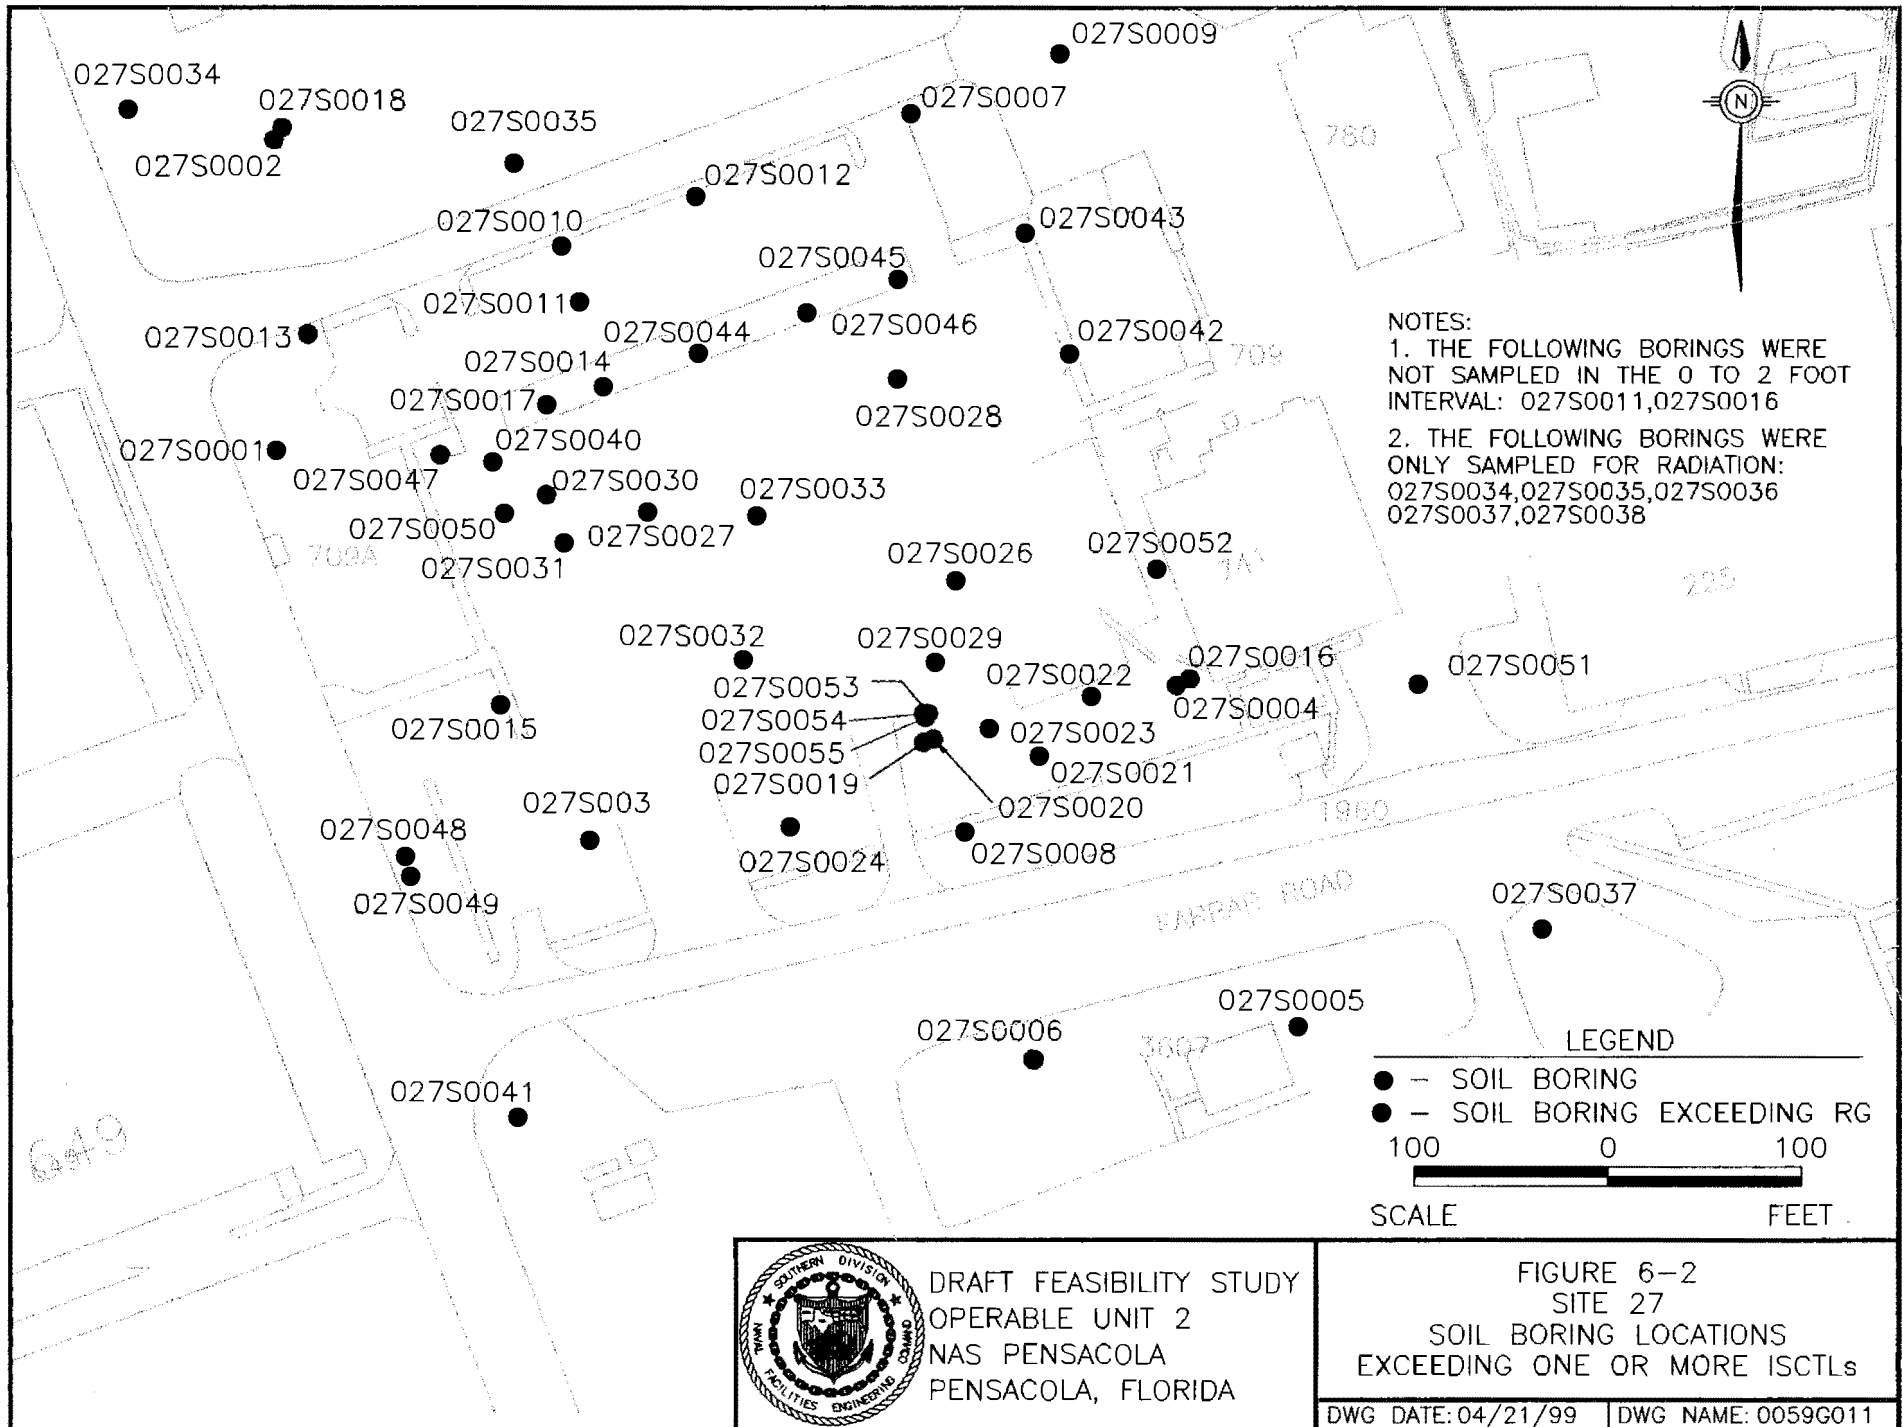 027S0009
027S0034
027S0018
027S0007
027S0035
780
027S0002
027S0012
027S0010
027S0043
027S0045
027S0011
027S0013
027S0044
027S0046
027S0042
709
027S0014
027S0017
027S0028
027S0040
027S0001
027S0047
027S0030
027S0033
027S0050
027S0027
709A
027S0031
027S0026
027S0052
225
027S0032
027S0029
027S0016
027S0051
027S0022
027S0053
027S0004
027S0054
027S0015
027S0023
027S0055
027S0021
027S0019
027S003
027S0020
1960
027S0048
027S0024
027S0008
027S0049
FARRAR ROAD
027S0037
027S0005
027S0006
3607
027S0041
649
N
NOTES:
1. THE FOLLOWING BORINGS WERE
NOT SAMPLED IN THE 0 TO 2 FOOT
INTERVAL: 027S0011,027S0016
2. THE FOLLOWING BORINGS WERE
ONLY SAMPLED FOR RADIATION:
027S0034,027S0035,027S0036
027S0037,027S0038
LEGEND
– SOIL BORING
– SOIL BORING EXCEEDING RG
100 0 100
SCALE FEET
SOUTHERN DIVISION
NAVAL FACILITIES ENGINEERING COMMAND
DRAFT FEASIBILITY STUDY
OPERABLE UNIT 2
NAS PENSACOLA
PENSACOLA, FLORIDA
FIGURE 6–2
SITE 27
SOIL BORING LOCATIONS
EXCEEDING ONE OR MORE ISCTLs
DWG DATE: 04/21/99 DWG NAME: 0059G011